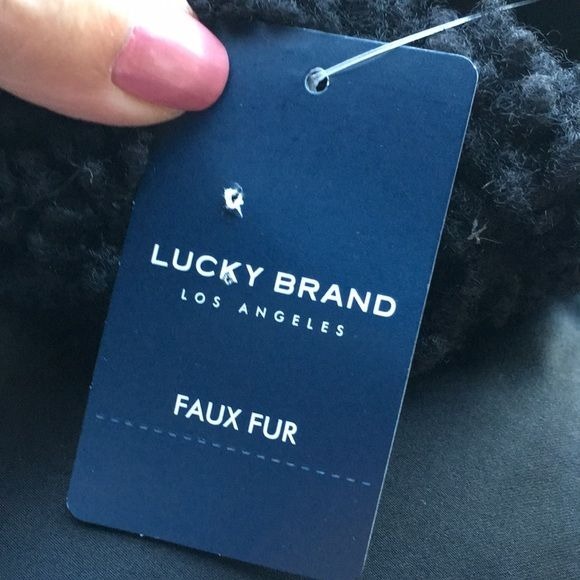 LUCKY BRAND
LOS ANGELES
FAUX FUR